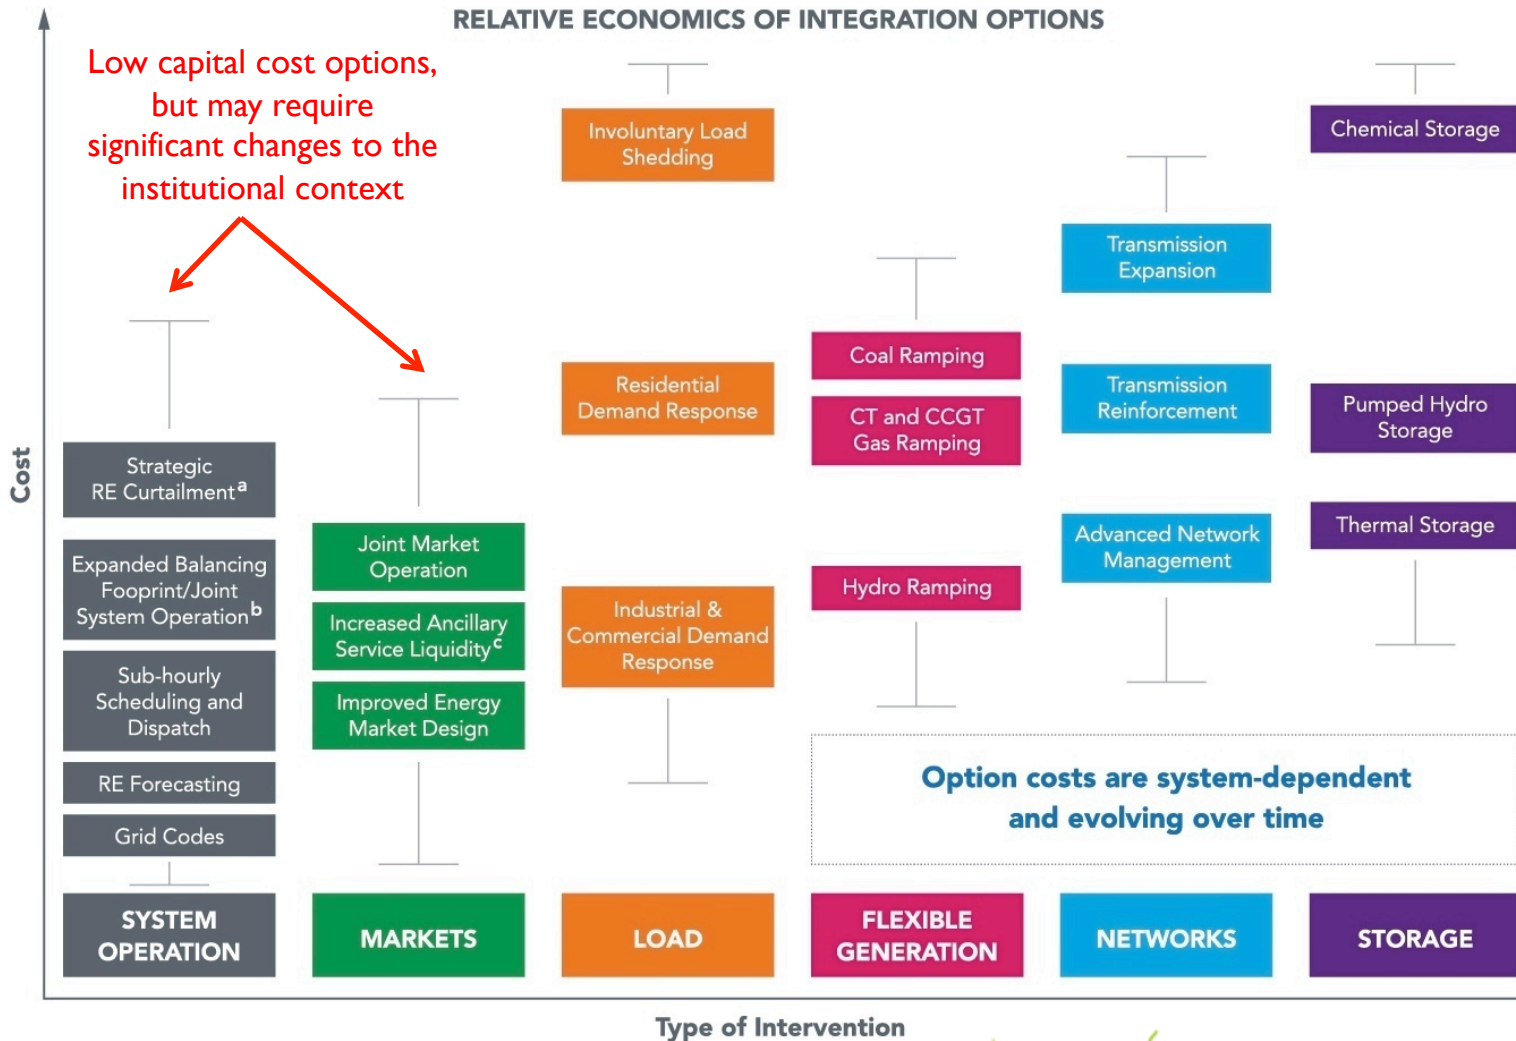 RELATIVE ECONOMICS OF INTEGRATION OPTIONS
Low capital cost options,
but may require
significant changes to the
institutional context
Cost
Strategic
RE Curtailment a
Expanded Balancing
Fooprint/Joint
System Operation b
Sub-hourly
Scheduling and
Dispatch
RE Forecasting
Grid Codes
SYSTEM
OPERATION
Joint Market
Operation
Increased Ancillary
Service Liquidity c
Improved Energy
Market Design
MARKETS
Involuntary Load
Shedding
Residential
Demand Response
Industrial &
Commercial Demand
Response
LOAD
Coal Ramping
CT and CCGT
Gas Ramping
Hydro Ramping
FLEXIBLE
GENERATION
Transmission
Expansion
Transmission
Reinforcement
Advanced Network
Management
NETWORKS
Chemical Storage
Pumped Hydro
Storage
Thermal Storage
STORAGE
Option costs are system-dependent
and evolving over time
Type of Intervention